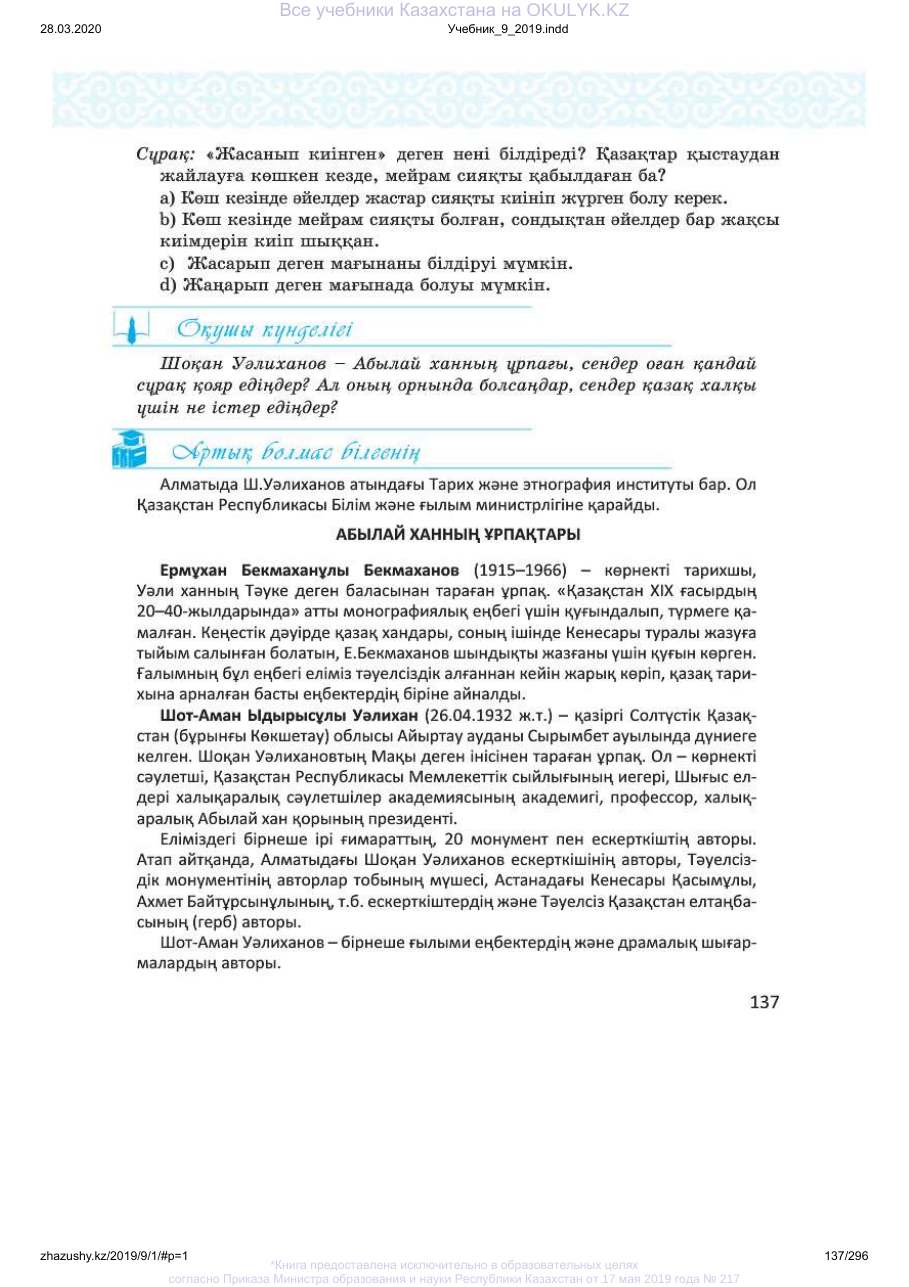 Все учебники Казахстана на OKULYK.KZ
28.03.2020 Учебник_9_2019.indd
Сұрақ: «Жасанып киінген» деген нені білдіреді? Қазақтар қыстаудан
жайлауға көшкен кезде, мейрам сияқты қабылдаған ба?
a) Көш кезінде әйелдер жастар сияқты киініп жүрген болу керек.
b) Көш кезінде мейрам сияқты болған, сондықтан әйелдер бар жақсы
киімдерін киіп шыққан.
c) Жасарып деген мағынаны білдіруі мүмкін.
d) Жаңарып деген мағынада болуы мүмкін.
Оқушы күнделігі
Шоқан Уәлиханов – Абылай ханның ұрпағы, сендер оған қандай
сұрақ қояр едіңдер? Ал оның орнында болсаңдар, сендер қазақ халқы
үшін не істер едіңдер?
Артық болмас білгенің
Алматыда Ш.Уәлиханов атындағы Тарих және этнография институты бар. Ол
Қазақстан Республикасы Білім және ғылым министрлігіне қарайды.
АБЫЛАЙ ХАННЫҢ ҰРПАҚТАРЫ
Ермұхан Бекмаханұлы Бекмаханов (1915–1966) – көрнекті тарихшы,
Уәли ханның Тәуке деген баласынан тараған ұрпақ. «Қазақстан XIX ғасырдың
20–40-жылдарында» атты монографиялық еңбегі үшін қуғындалып, түрмеге қа-
малған. Кеңестік дәуірде қазақ хандары, соның ішінде Кенесары туралы жазуға
тыйым салынған болатын, Е.Бекмаханов шындықты жазғаны үшін қуғын көрген.
Ғалымның бұл еңбегі еліміз тәуелсіздік алғаннан кейін жарық көріп, қазақ тари-
хына арналған басты еңбектердің біріне айналды.
Шот-Аман Ыдырысұлы Уәлихан (26.04.1932 ж.т.) – қазіргі Солтүстік Қазақ-
стан (бұрынғы Көкшетау) облысы Айыртау ауданы Сырымбет ауылында дүниеге
келген. Шоқан Уәлихановтың Мақы деген інісінен тараған ұрпақ. Ол – көрнекті
сәулетші, Қазақстан Республикасы Мемлекеттік сыйлығының иегері, Шығыс ел-
дері халықаралық сәулетшілер академиясының академигі, профессор, халық-
аралық Абылай хан қорының президенті.
Еліміздегі бірнеше ірі ғимараттың, 20 монумент пен ескерткіштің авторы.
Атап айтқанда, Алматыдағы Шоқан Уәлиханов ескерткішінің авторы, Тәуелсіз-
дік монументінің авторлар тобының мүшесі, Астанадағы Кенесары Қасымұлы,
Ахмет Байтұрсынұлының, т.б. ескерткіштердің және Тәуелсіз Қазақстан елтаңба-
сының (герб) авторы.
Шот-Аман Уәлиханов – бірнеше ғылыми еңбектердің және драмалық шығар-
малардың авторы.
137
zhazushy.kz/2019/9/1/#p=1 137/296
*Книга предоставлена исключительно в образовательных целях
согласно Приказа Министра образования и науки Республики Казахстан от 17 мая 2019 года № 217